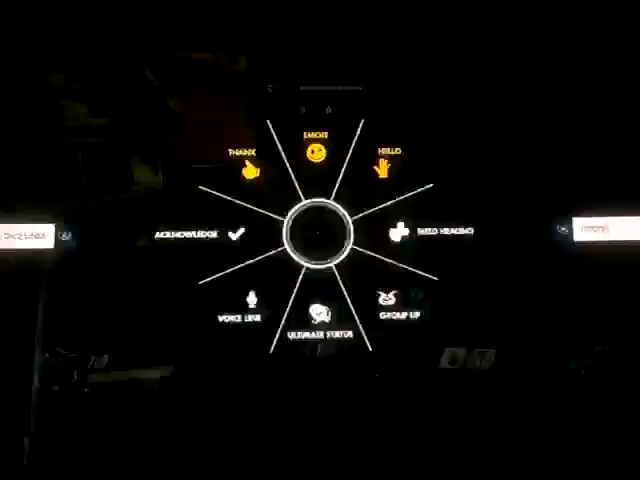 EMOTE
THANK
HELLO
ACKNOWLEDGE
NEED HEALING
VOICE LINE
GROUP UP
ULTIMATE STATUS